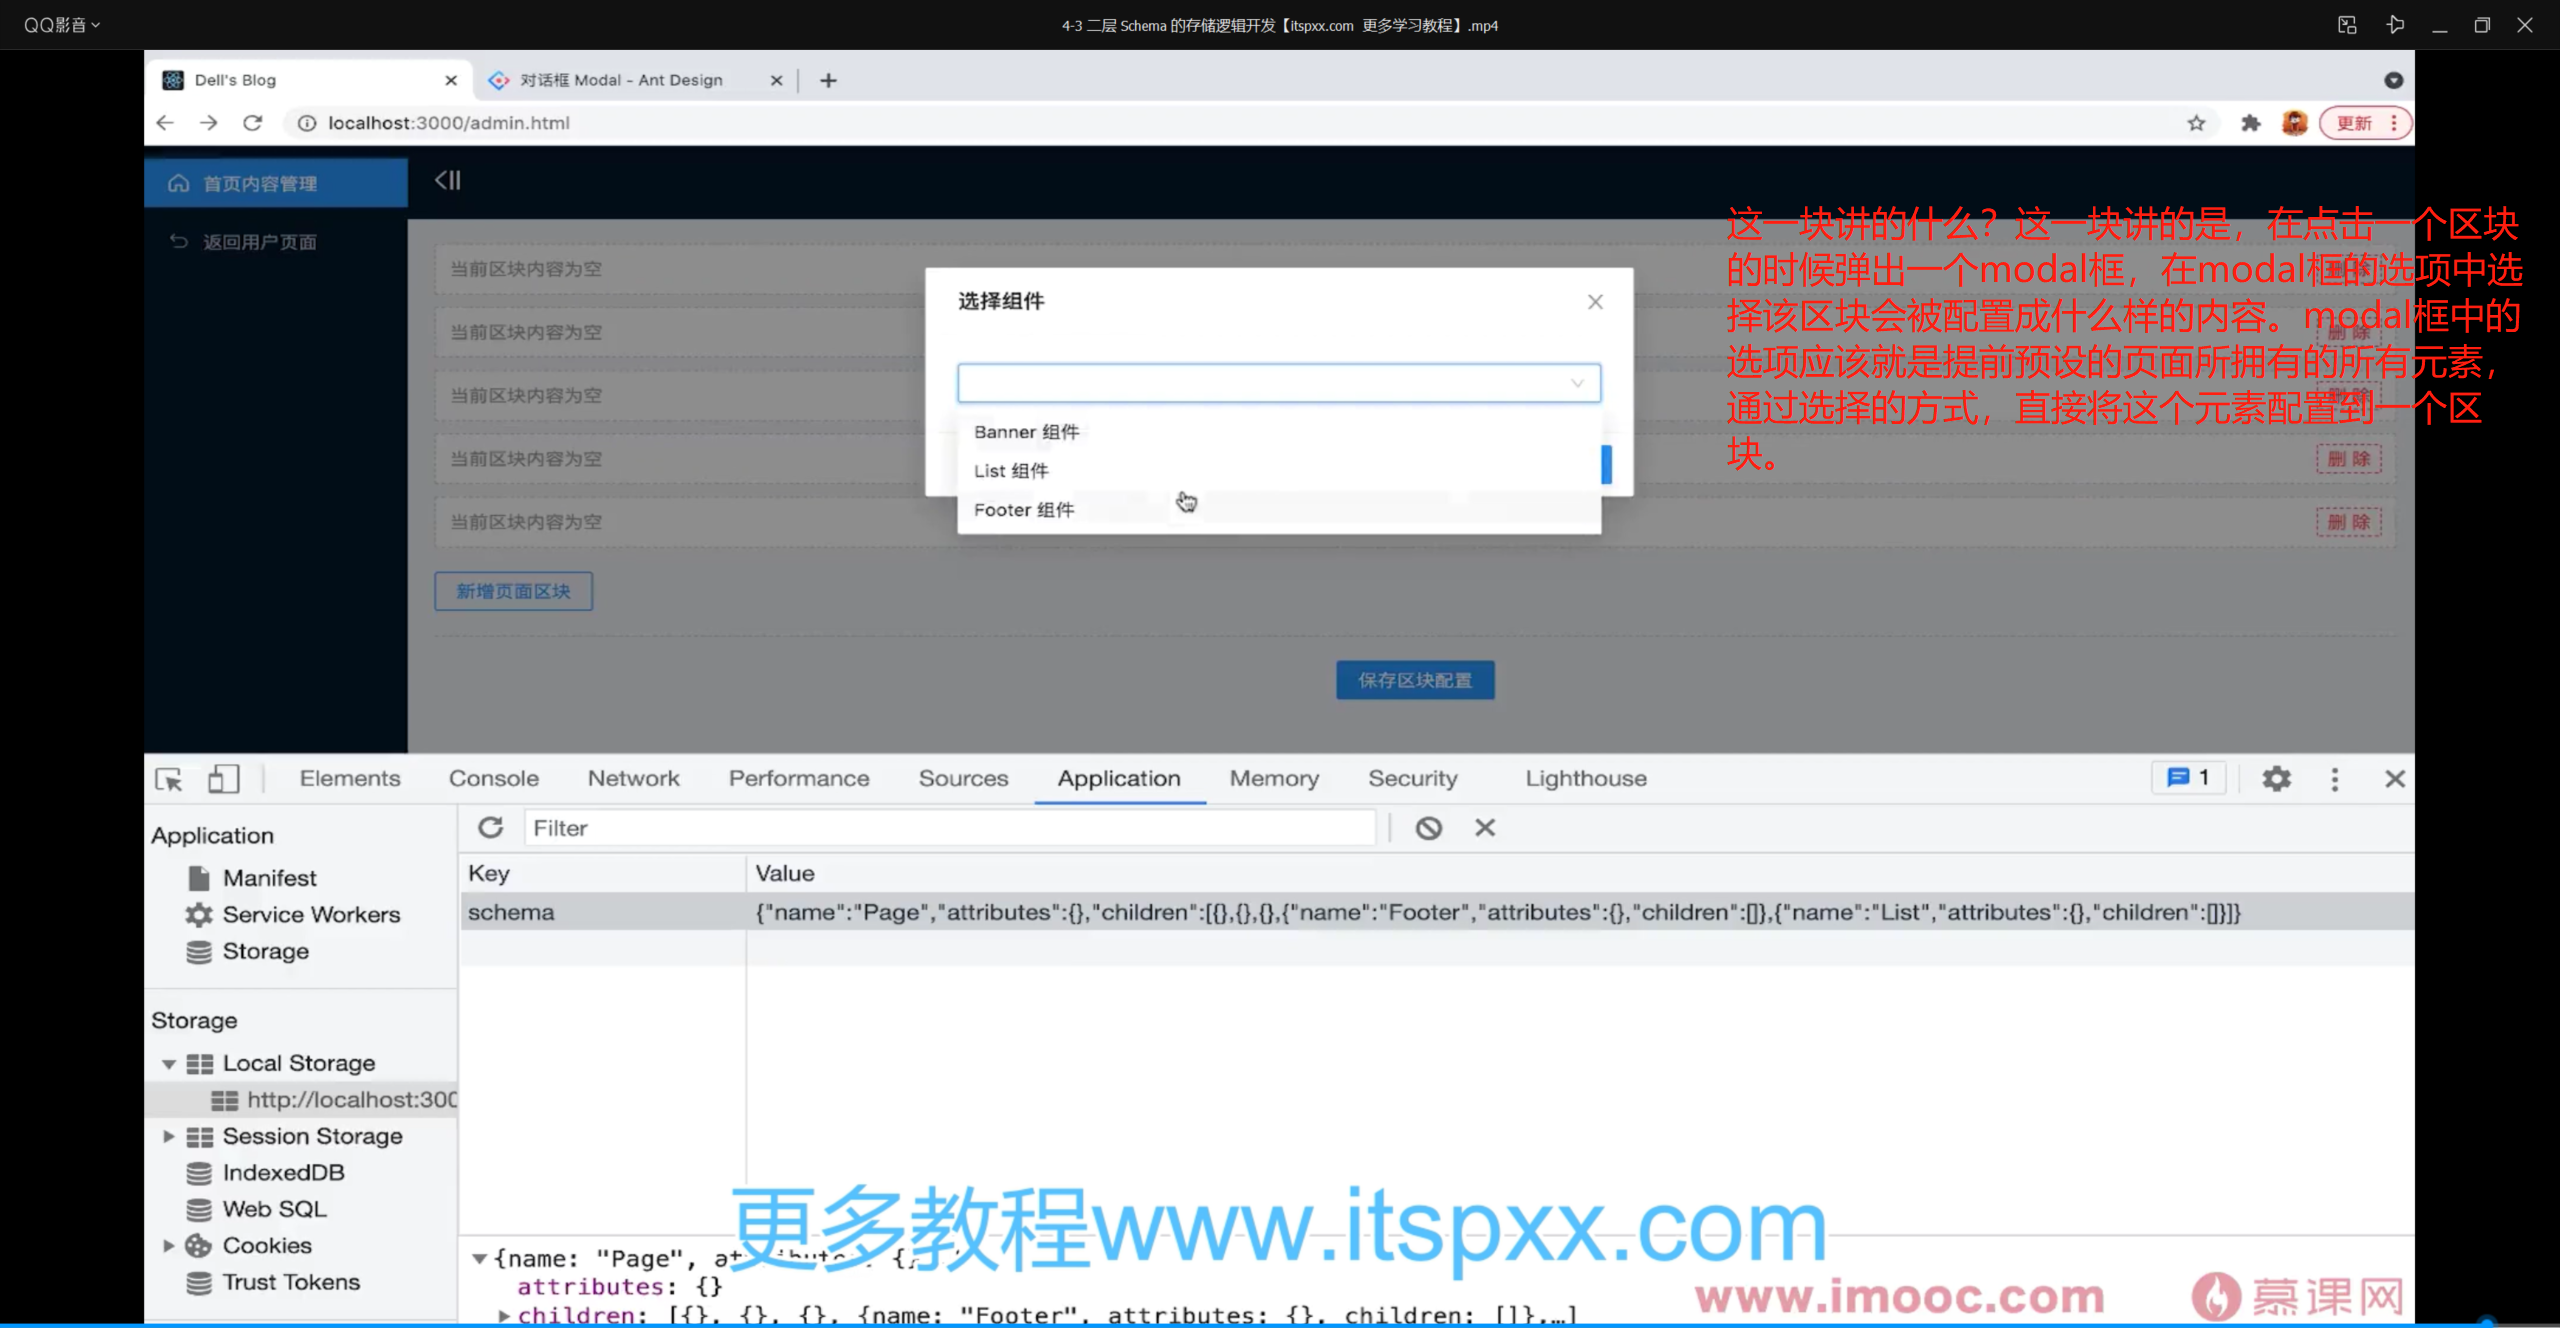 QQ影音
4-3 二层 Schema 的存储逻辑开发【itspxx.com 更多学习教程】.mp4
Dell's Blog
对话框 Modal - Ant Design
localhost:3000/admin.html
更新
首页内容管理
返回用户页面
这一块讲的什么？这一块讲的是，在点击一个区块
的时候弹出一个modal框，在modal框的选项中选
择该区块会被配置成什么样的内容。modal框中的
选项应该就是提前预设的页面所拥有的所有元素，
通过选择的方式，直接将这个元素配置到一个区
块。
当前区块内容为空
当前区块内容为空
删 除
当前区块内容为空
当前区块内容为空
删 除
当前区块内容为空
删 除
选择组件
Banner 组件
List 组件
Footer 组件
新增页面区块
保存区块配置
Elements Console Network Performance Sources Application Memory Security Lighthouse 1
Application
Filter
Manifest
Service Workers
Storage
Key Value
schema {"name":"Page","attributes":{},"children":[{},{},{},{"name":"Footer","attributes":{},"children":[]},{"name":"List","attributes":{},"children":[]}]}
Storage
Local Storage
http://localhost:300
Session Storage
IndexedDB
Web SQL
Cookies
Trust Tokens
更多教程www.itspxx.com
{name: "Page",
attributes: {}
children: [{}, {}, {}, {name: "Footer", attributes: {}, children: []},…]
www.imooc.com 慕课网